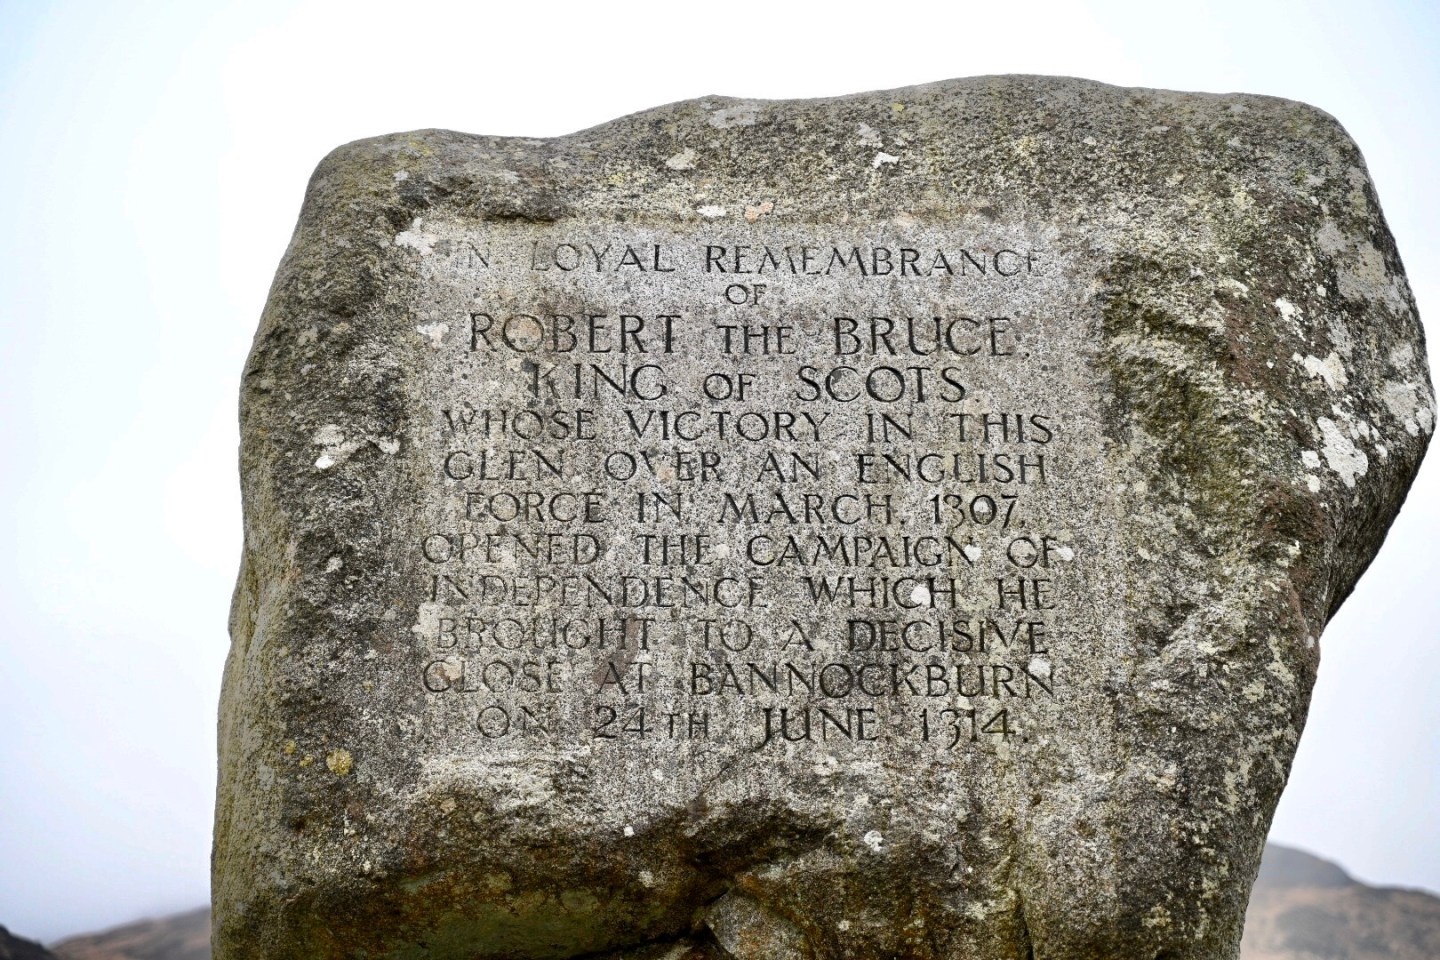 IN LOYAL REMEMBRANCE
OF
ROBERT THE BRUCE,
KING OF SCOTS
WHOSE VICTORY IN THIS
GLEN OVER AN ENGLISH
FORCE IN MARCH, 1307,
OPENED THE CAMPAIGN OF
INDEPENDENCE WHICH HE
BROUGHT TO A DECISIVE
CLOSE AT BANNOCKBURN
ON 24TH JUNE, 1314.